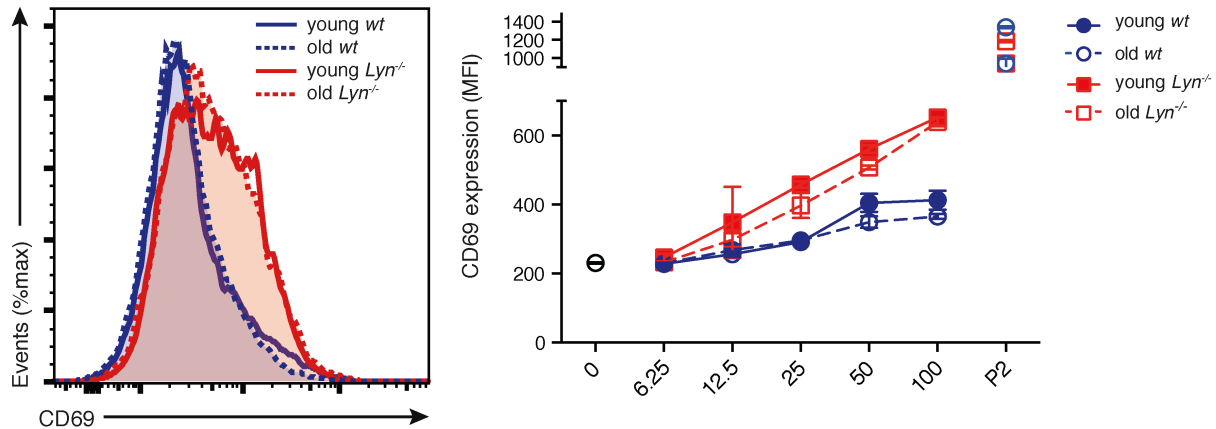 Events (%max)
CD69
young wt
old wt
young Lyn-/-
old Lyn-/-
CD69 expression (MFI)
1400
1200
1000
600
400
200
0
0
6.25
12.5
25
50
100
P2
young wt
old wt
young Lyn-/-
old Lyn-/-